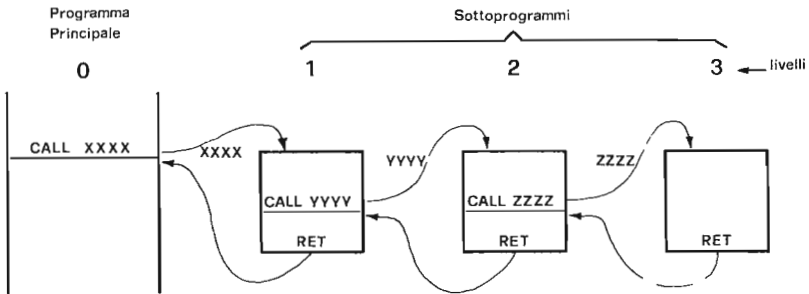 Programma
Principale
Sottoprogrammi
0
1
2
3
livelli
CALL XXXX
XXXX
YYYY
ZZZZ
CALL YYYY
CALL ZZZZ
RET
RET
RET